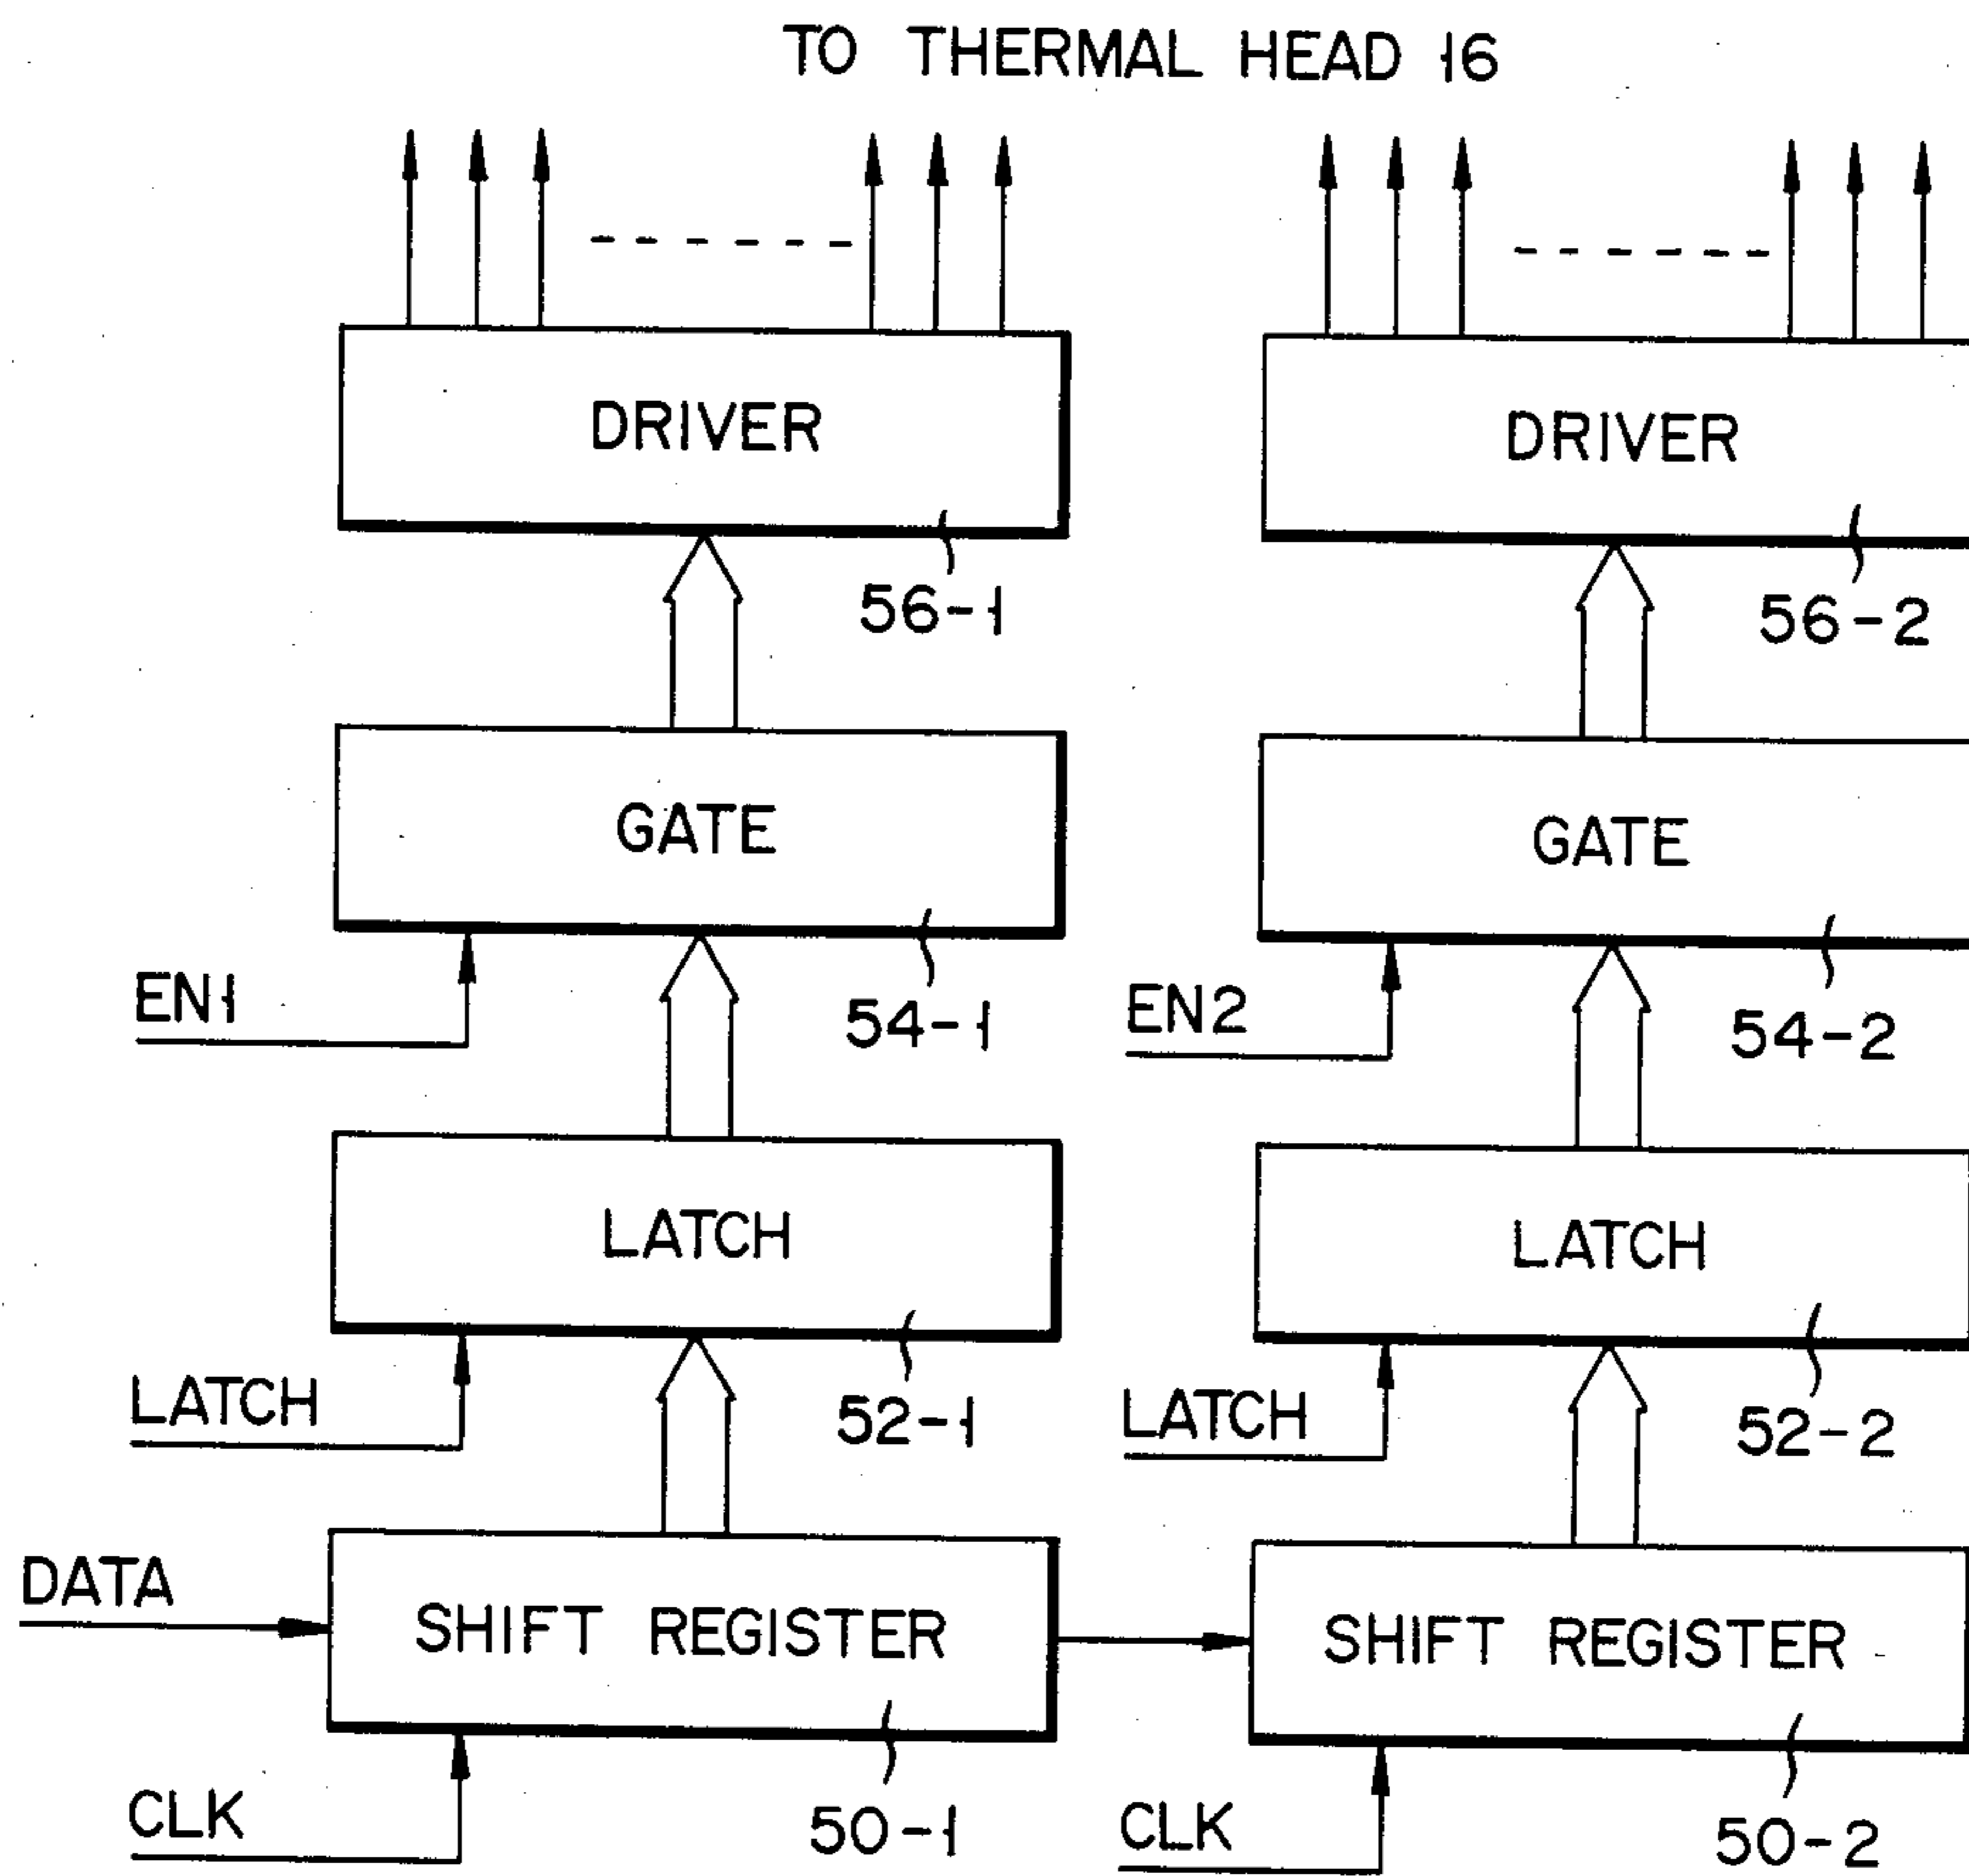 TO THERMAL HEAD 16
DRIVER
DRIVER
56-1
56-2
GATE
GATE
EN1
54-1
EN2
54-2
LATCH
LATCH
LATCH
52-1
LATCH
52-2
DATA
SHIFT REGISTER
SHIFT REGISTER
CLK
50-1
CLK
50-2